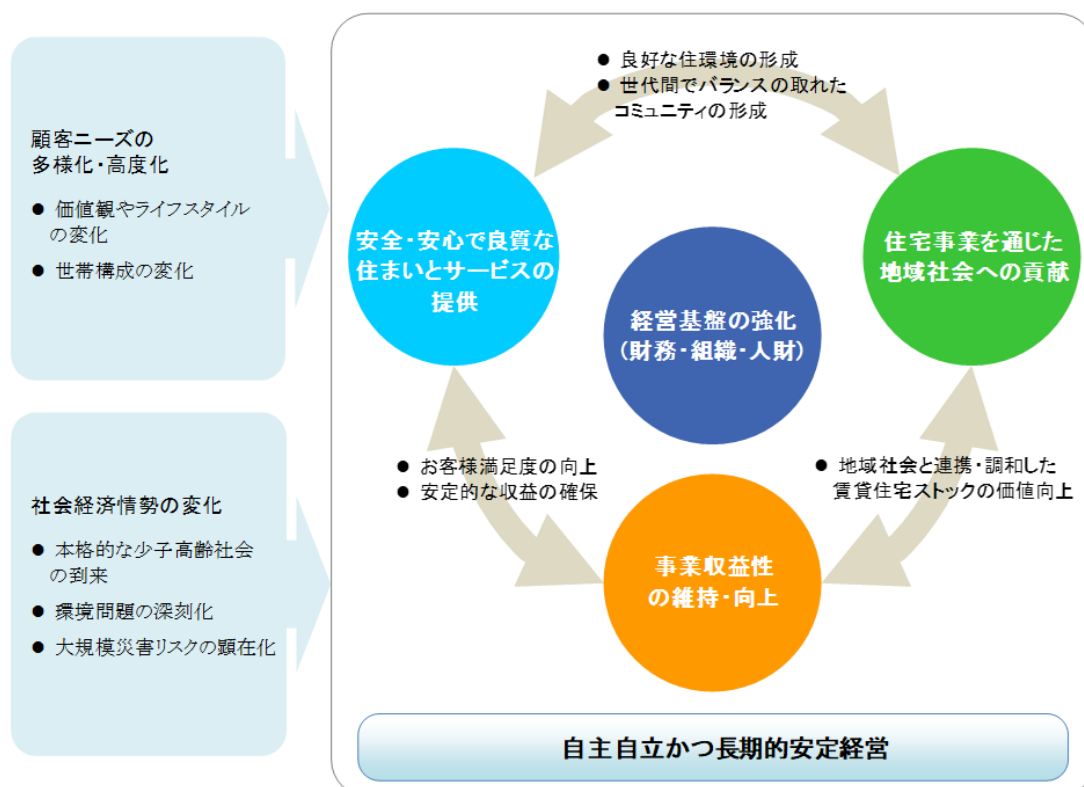 顧客ニーズの
多様化・高度化
● 価値観やライフスタイル
の変化
● 世帯構成の変化
社会経済情勢の変化
● 本格的な少子高齢社会
の到来
● 環境問題の深刻化
● 大規模災害リスクの顕在化
● 良好な住環境の形成
● 世代間でバランスの取れた
コミュニティの形成
安全・安心で良質な
住まいとサービスの
提供
住宅事業を通じた
地域社会への貢献
経営基盤の強化
(財務・組織・人財)
● お客様満足度の向上
● 安定的な収益の確保
● 地域社会と連携・調和した
賃貸住宅ストックの価値向上
事業収益性
の維持・向上
自主自立かつ長期的安定経営